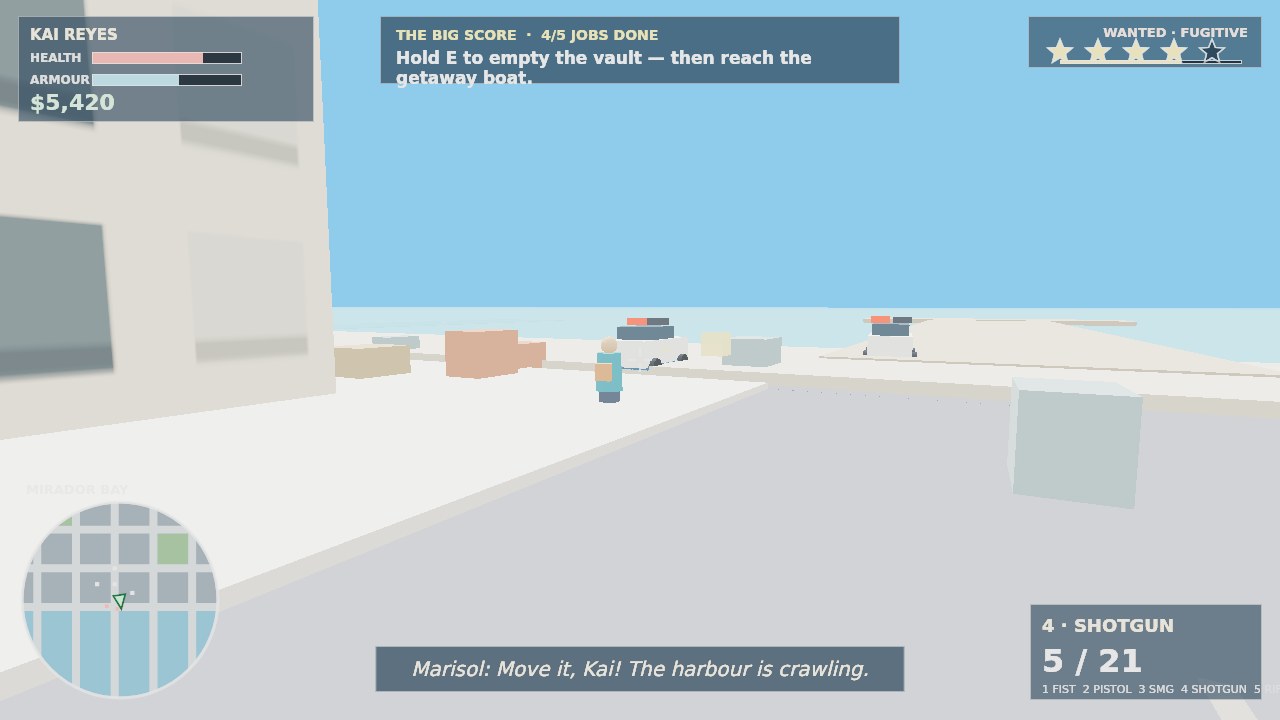 KAI REYES
HEALTH
ARMOUR
$5,420
THE BIG SCORE · 4/5 JOBS DONE
Hold E to empty the vault — then reach the
getaway boat.
WANTED · FUGITIVE
MIRADOR BAY
Marisol: Move it, Kai! The harbour is crawling.
4 · SHOTGUN
5 / 21
1 FIST 2 PISTOL 3 SMG 4 SHOTGUN 5